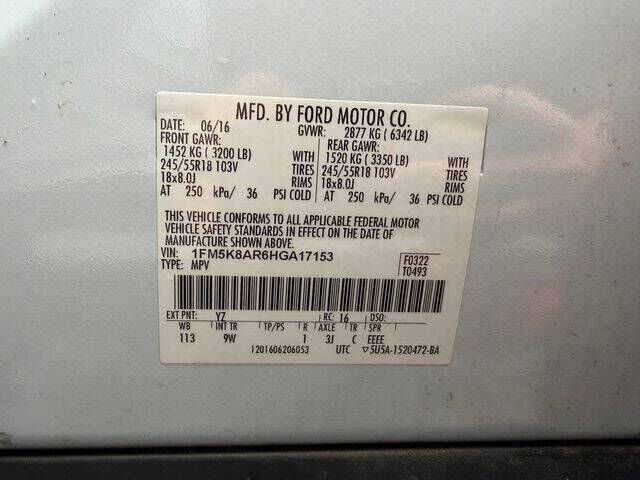 MFD. BY FORD MOTOR CO.
DATE: 06/16 GVWR: 2877 KG ( 6342 LB)
FRONT GAWR: REAR GAWR:
1452 KG ( 3200 LB) WITH 1520 KG ( 3350 LB) WITH
245/55R18 103V TIRES 245/55R18 103V TIRES
18x8.0J RIMS 18x8.0J RIMS
AT 250 kPa/ 36 PSI COLD AT 250 kPa/ 36 PSI COLD
THIS VEHICLE CONFORMS TO ALL APPLICABLE FEDERAL MOTOR
VEHICLE SAFETY STANDARDS IN EFFECT ON THE DATE OF
MANUFACTURE SHOWN ABOVE.
VIN: 1FM5K8AR6HGA17153 F0322
TYPE: MPV T0493
EXT PNT: YZ RC: 16
WB INT TR TP/PS R AXLE TR SPR
113 9W 1 3J C EEEE
1201606206053 UTC ▽5U5A-1520472-BA